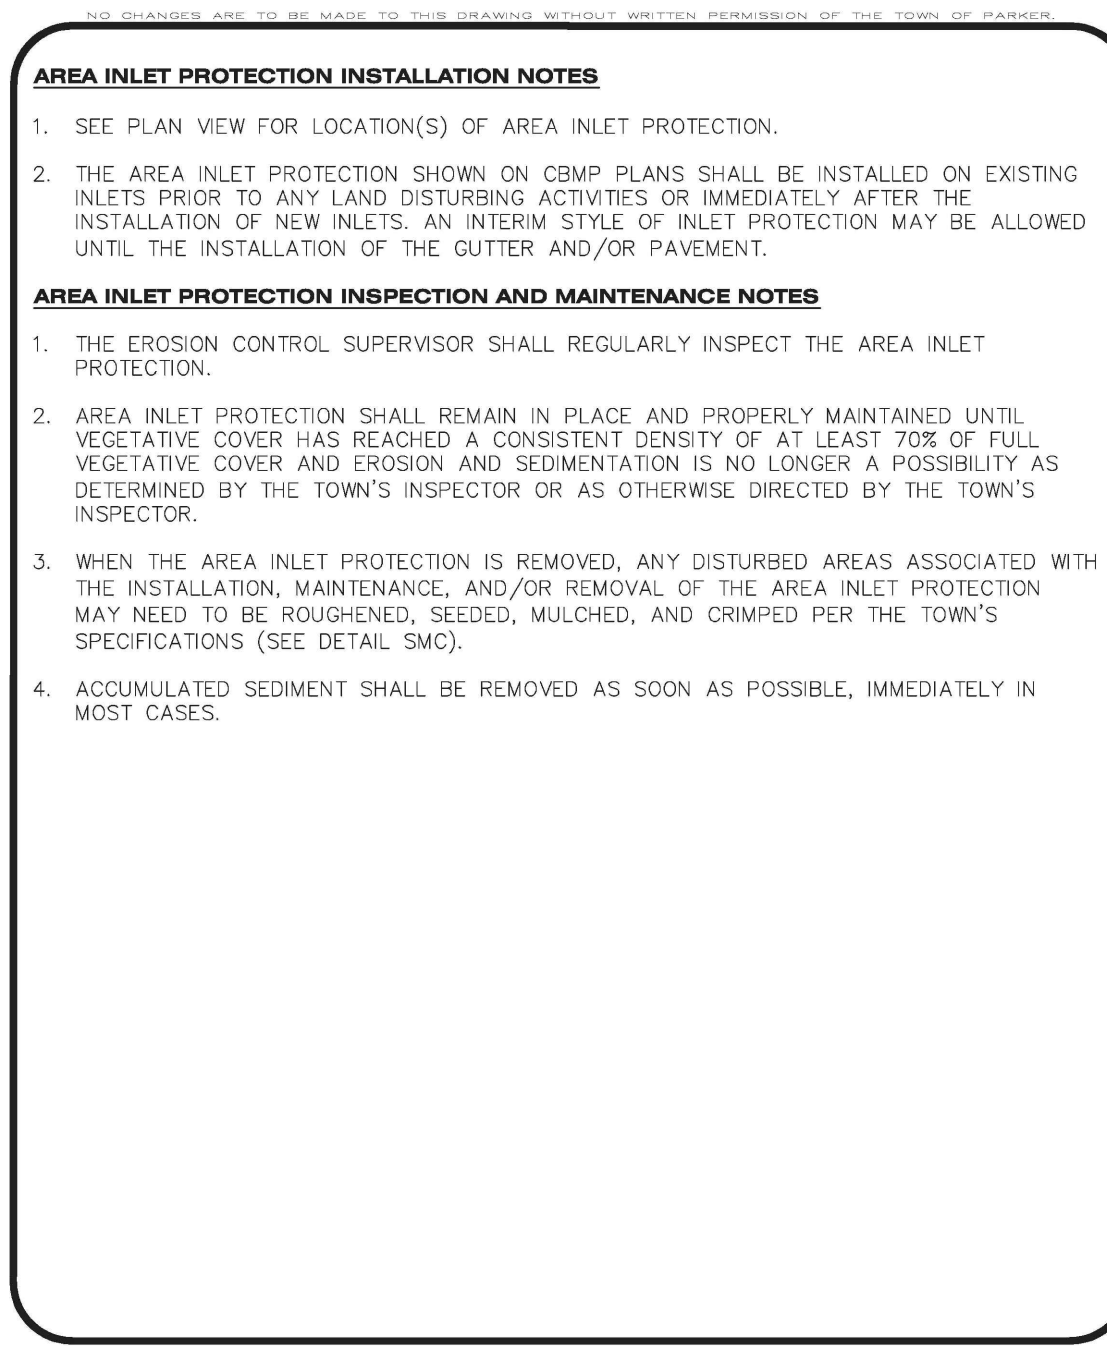 NO CHANGES ARE TO BE MADE TO THIS DRAWING WITHOUT WRITTEN PERMISSION OF THE TOWN OF PARKER.
AREA INLET PROTECTION INSTALLATION NOTES
1. SEE PLAN VIEW FOR LOCATION(S) OF AREA INLET PROTECTION.
2. THE AREA INLET PROTECTION SHOWN ON CBMP PLANS SHALL BE INSTALLED ON EXISTING
INLETS PRIOR TO ANY LAND DISTURBING ACTIVITIES OR IMMEDIATELY AFTER THE
INSTALLATION OF NEW INLETS. AN INTERIM STYLE OF INLET PROTECTION MAY BE ALLOWED
UNTIL THE INSTALLATION OF THE GUTTER AND/OR PAVEMENT.
AREA INLET PROTECTION INSPECTION AND MAINTENANCE NOTES
1. THE EROSION CONTROL SUPERVISOR SHALL REGULARLY INSPECT THE AREA INLET
PROTECTION.
2. AREA INLET PROTECTION SHALL REMAIN IN PLACE AND PROPERLY MAINTAINED UNTIL
VEGETATIVE COVER HAS REACHED A CONSISTENT DENSITY OF AT LEAST 70% OF FULL
VEGETATIVE COVER AND EROSION AND SEDIMENTATION IS NO LONGER A POSSIBILITY AS
DETERMINED BY THE TOWN'S INSPECTOR OR AS OTHERWISE DIRECTED BY THE TOWN'S
INSPECTOR.
3. WHEN THE AREA INLET PROTECTION IS REMOVED, ANY DISTURBED AREAS ASSOCIATED WITH
THE INSTALLATION, MAINTENANCE, AND/OR REMOVAL OF THE AREA INLET PROTECTION
MAY NEED TO BE ROUGHENED, SEEDED, MULCHED, AND CRIMPED PER THE TOWN'S
SPECIFICATIONS (SEE DETAIL SMC).
4. ACCUMULATED SEDIMENT SHALL BE REMOVED AS SOON AS POSSIBLE, IMMEDIATELY IN
MOST CASES.